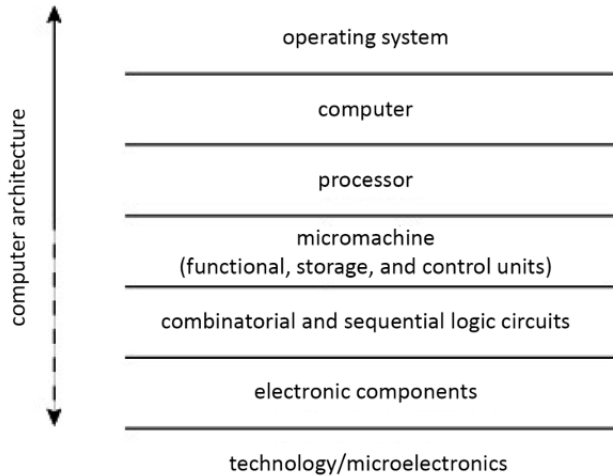 computer architecture
operating system
computer
processor
micromachine
(functional, storage, and control units)
combinatorial and sequential logic circuits
electronic components
technology/microelectronics